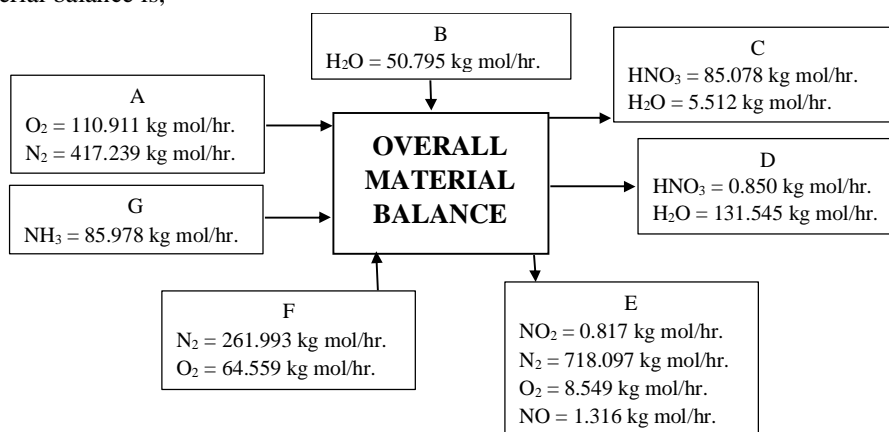 erial balance is,
B
H₂O = 50.795 kg mol/hr.
C
HNO₃ = 85.078 kg mol/hr.
H₂O = 5.512 kg mol/hr.
A
O₂ = 110.911 kg mol/hr.
N₂ = 417.239 kg mol/hr.
OVERALL
MATERIAL
BALANCE
D
HNO₃ = 0.850 kg mol/hr.
H₂O = 131.545 kg mol/hr.
G
NH₃ = 85.978 kg mol/hr.
F
N₂ = 261.993 kg mol/hr.
O₂ = 64.559 kg mol/hr.
E
NO₂ = 0.817 kg mol/hr.
N₂ = 718.097 kg mol/hr.
O₂ = 8.549 kg mol/hr.
NO = 1.316 kg mol/hr.